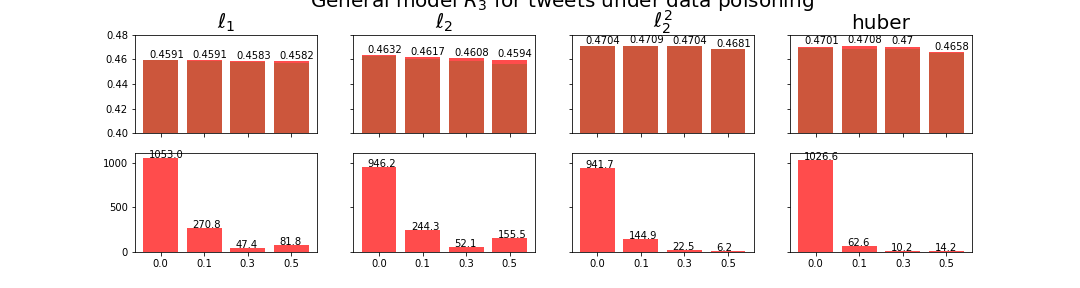 General model R₃ for tweets under data poisoning
ℓ₁ ℓ₂ ℓ₂² huber
0.48
0.4591 0.4591 0.4583 0.4582 0.4632 0.4617 0.4608 0.4594 0.4704 0.4709 0.4704 0.4681 0.4701 0.4708 0.47 0.4658
0.46
0.44
0.42
0.40
1053.0 946.2 941.7 1026.6
1000
500
270.8 47.4 81.8 244.3 52.1 155.5 144.9 22.5 6.2 62.6 10.2 14.2
0
0.0 0.1 0.3 0.5 0.0 0.1 0.3 0.5 0.0 0.1 0.3 0.5 0.0 0.1 0.3 0.5